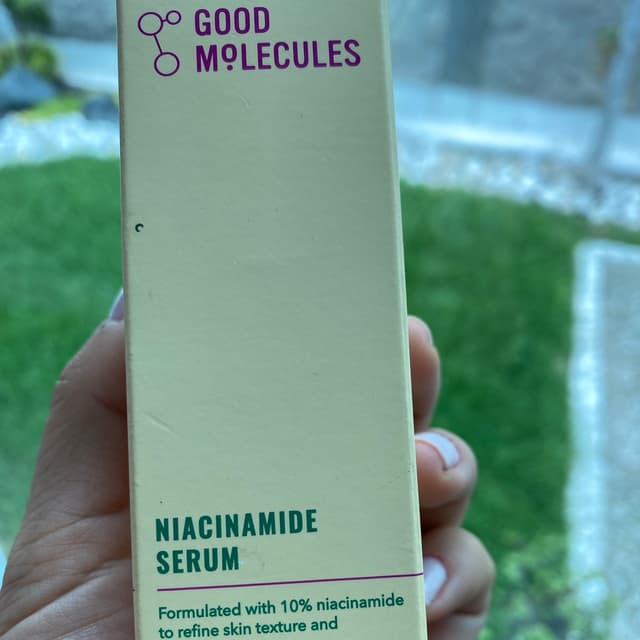 GOOD
MOLECULES
NIACINAMIDE
SERUM
Formulated with 10% niacinamide
to refine skin texture and